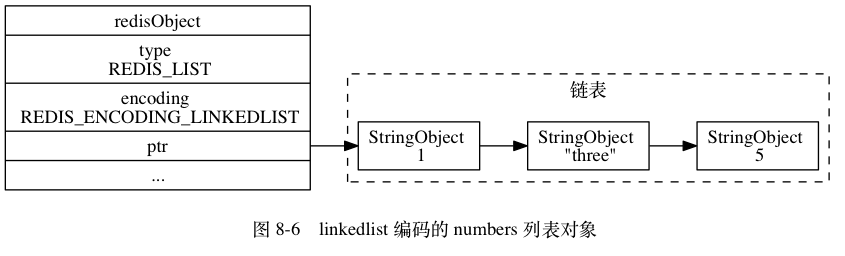 redisObject
type
REDIS_LIST
encoding
REDIS_ENCODING_LINKEDLIST
ptr
...
链表
StringObject
1
StringObject
"three"
StringObject
5
图 8-6 linkedlist 编码的 numbers 列表对象